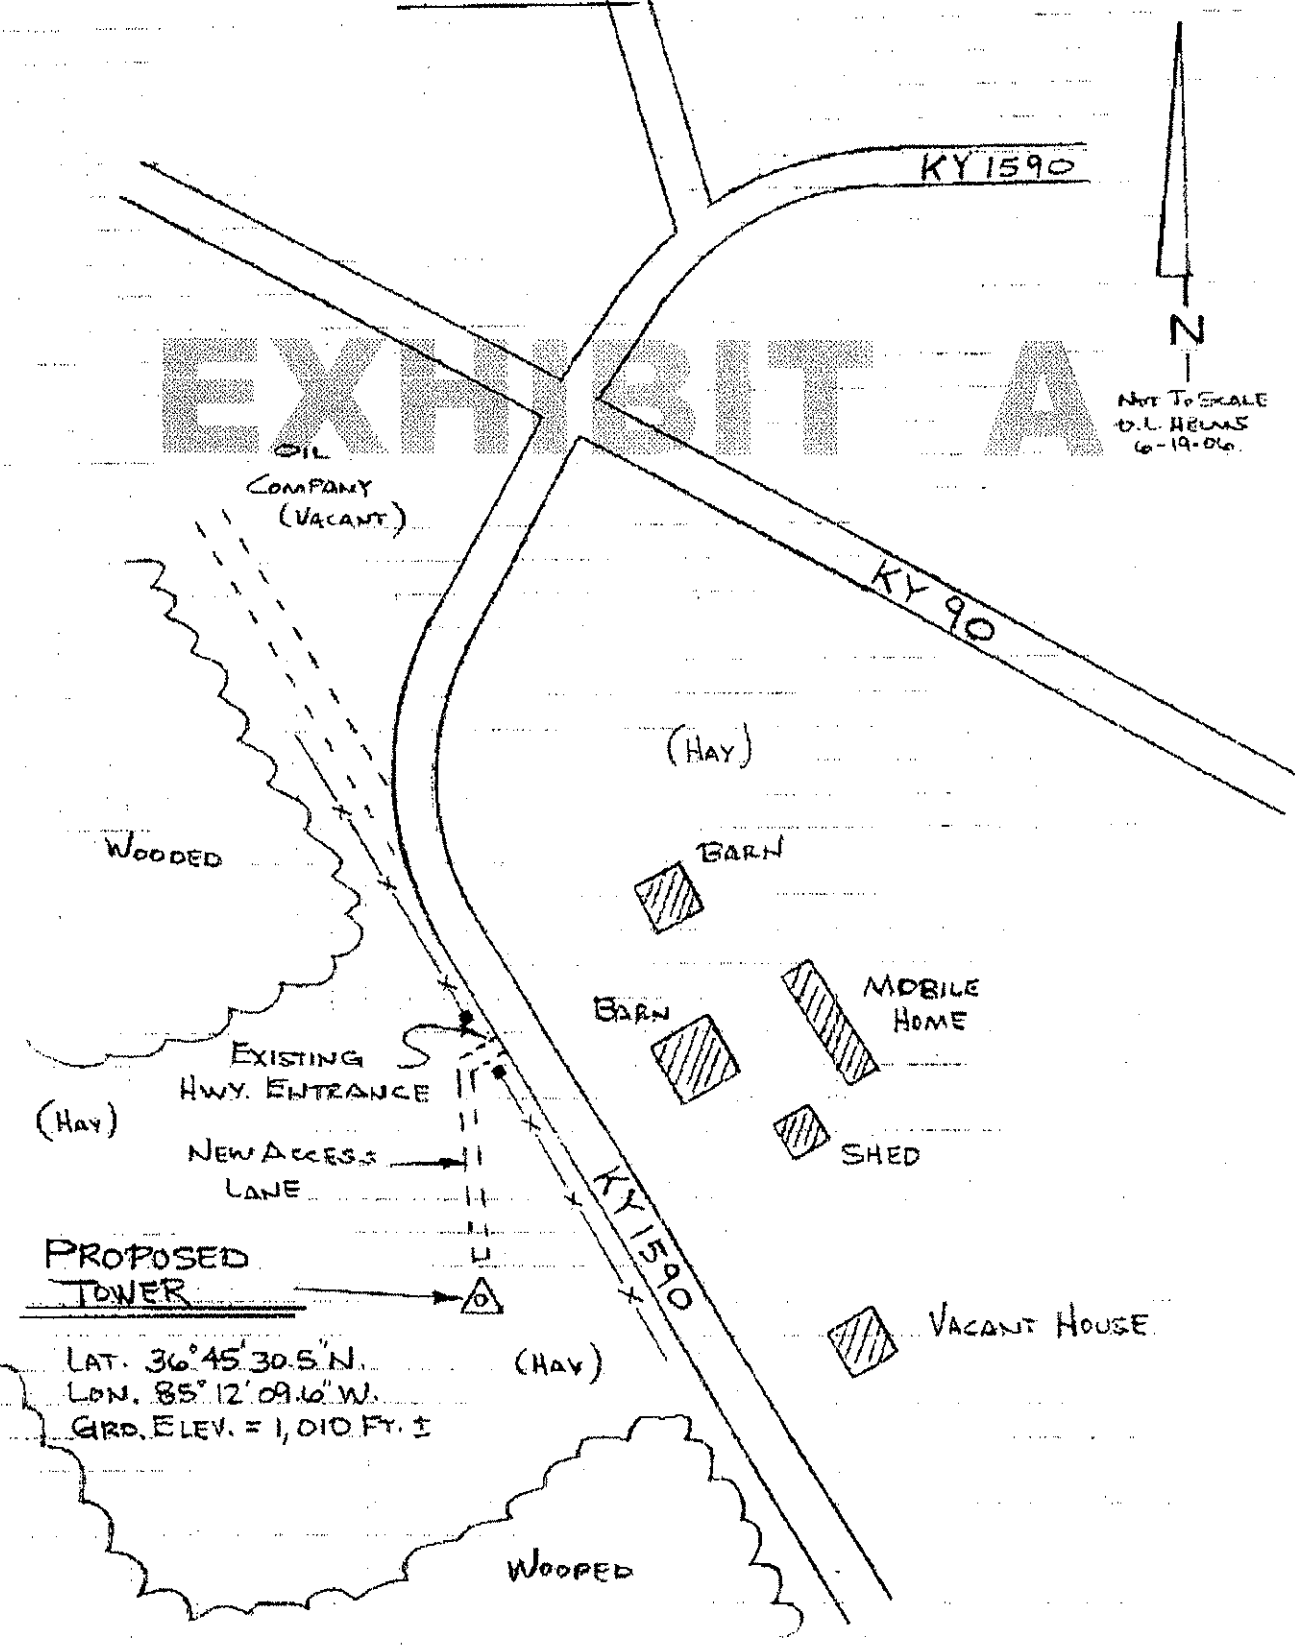 KY 1590
EXHIBIT A
N
NOT TO SCALE
D.L. HELMS
6-19-06
OIL
COMPANY
(VACANT)
KY 90
(HAY)
WOODED
BARN
MOBILE
HOME
BARN
EXISTING
HWY. ENTRANCE
(HAY)
NEW ACCESS
LANE
SHED
KY 1590
PROPOSED
TOWER
VACANT HOUSE
LAT. 36°45'30.5"N.
LON. 85°12'09.6"W.
GRD. ELEV. = 1,010 FT. ±
(HAY)
WOODED